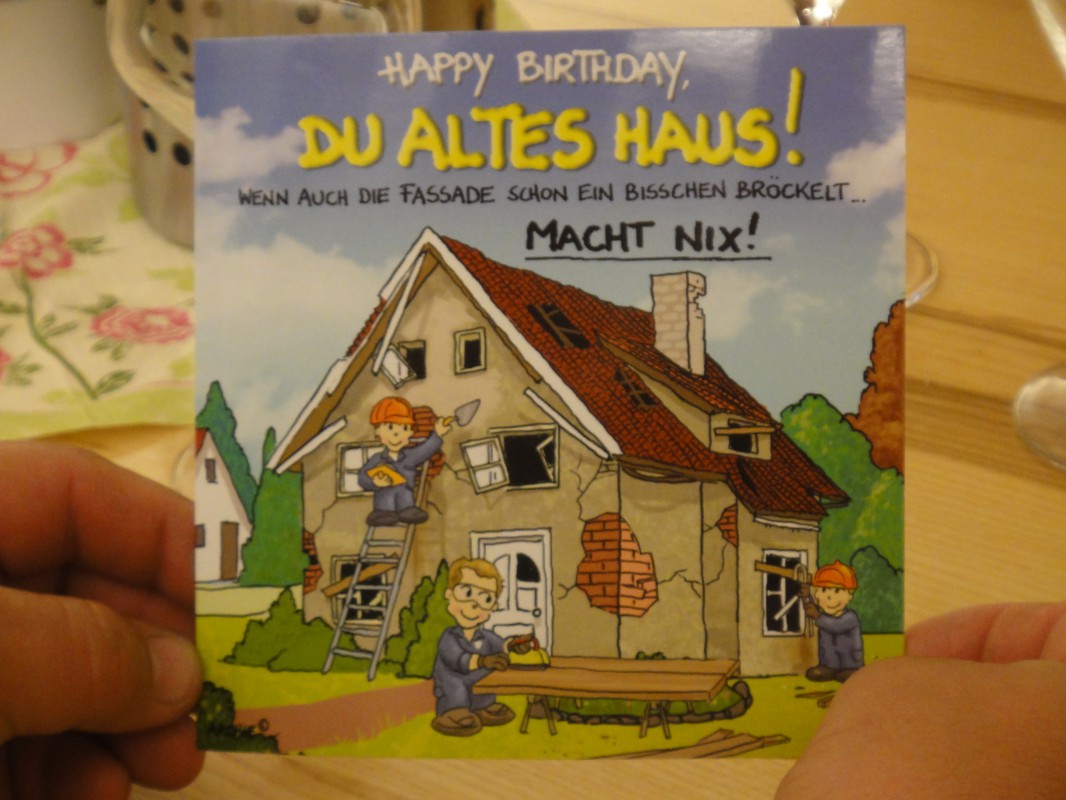 HAPPY BIRTHDAY,
DU ALTES HAUS!
WENN AUCH DIE FASSADE SCHON EIN BISSCHEN BRÖCKELT...
MACHT NIX!